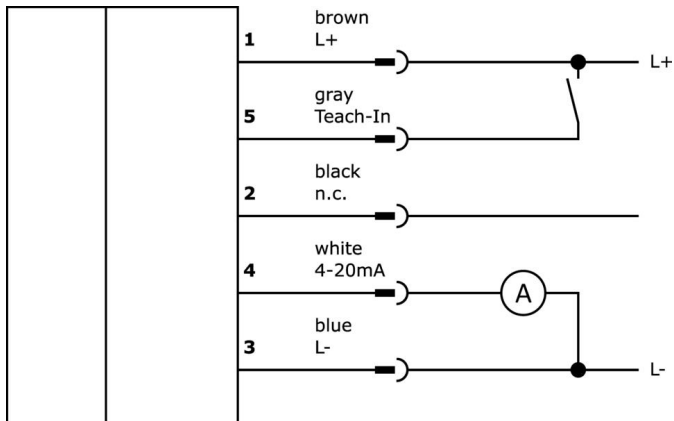 brown
1 L+
L+
gray
5 Teach-In
black
2 n.c.
white
4 4-20mA
A
blue
3 L-
L-